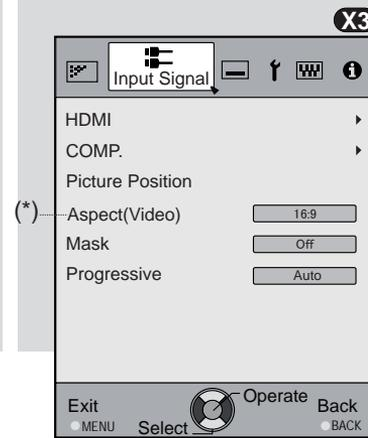 X3
Input Signal
HDMI
COMP.
Picture Position
(*) Aspect(Video) 16:9
Mask Off
Progressive Auto
Exit Operate Back
MENU Select BACK